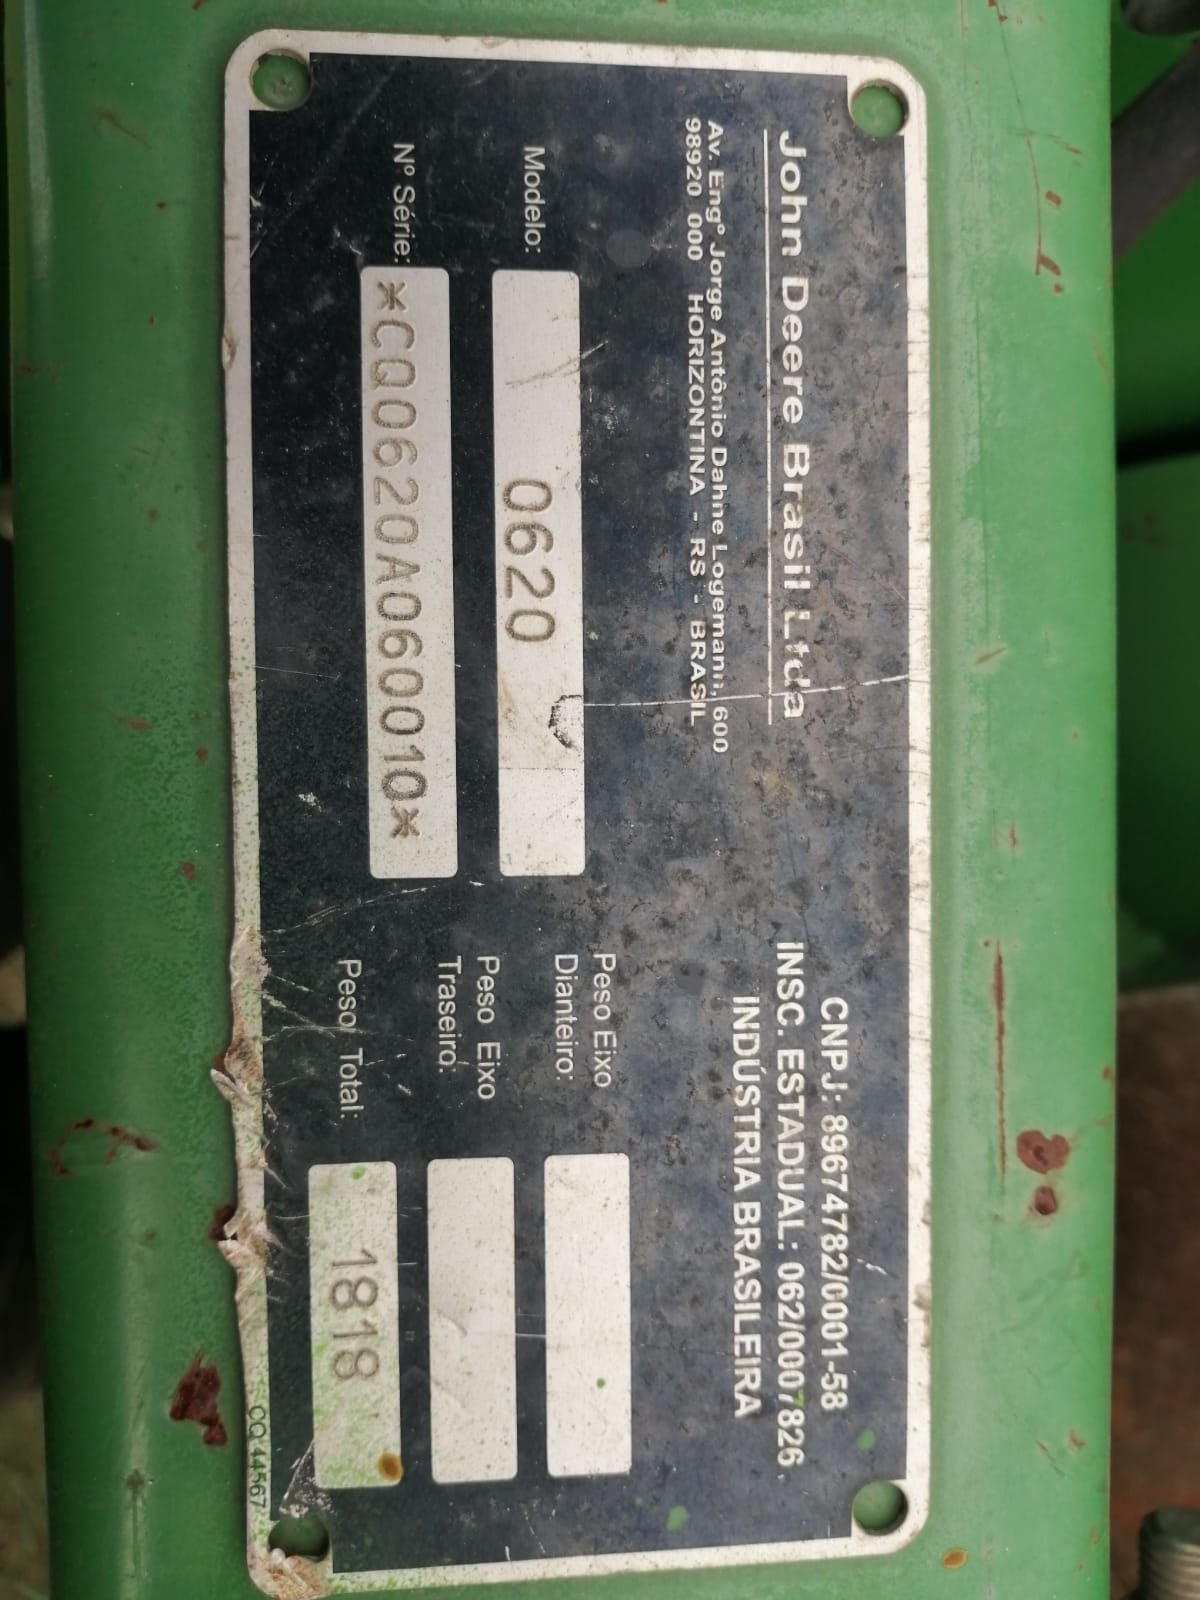 John Deere Brasil Ltda
Av. Engº Jorge Antônio Dahne Logemann, 600
98920 000 HORIZONTINA - RS - BRASIL
CNPJ: 89674782/0001-58
INSC. ESTADUAL: 062/0007826
INDÚSTRIA BRASILEIRA
Modelo: 0620
Nº Série: *CQ0620A060010*
Peso Eixo
Dianteiro:
Peso Eixo
Traseiro:
Peso Total: 1818
CQ 44567